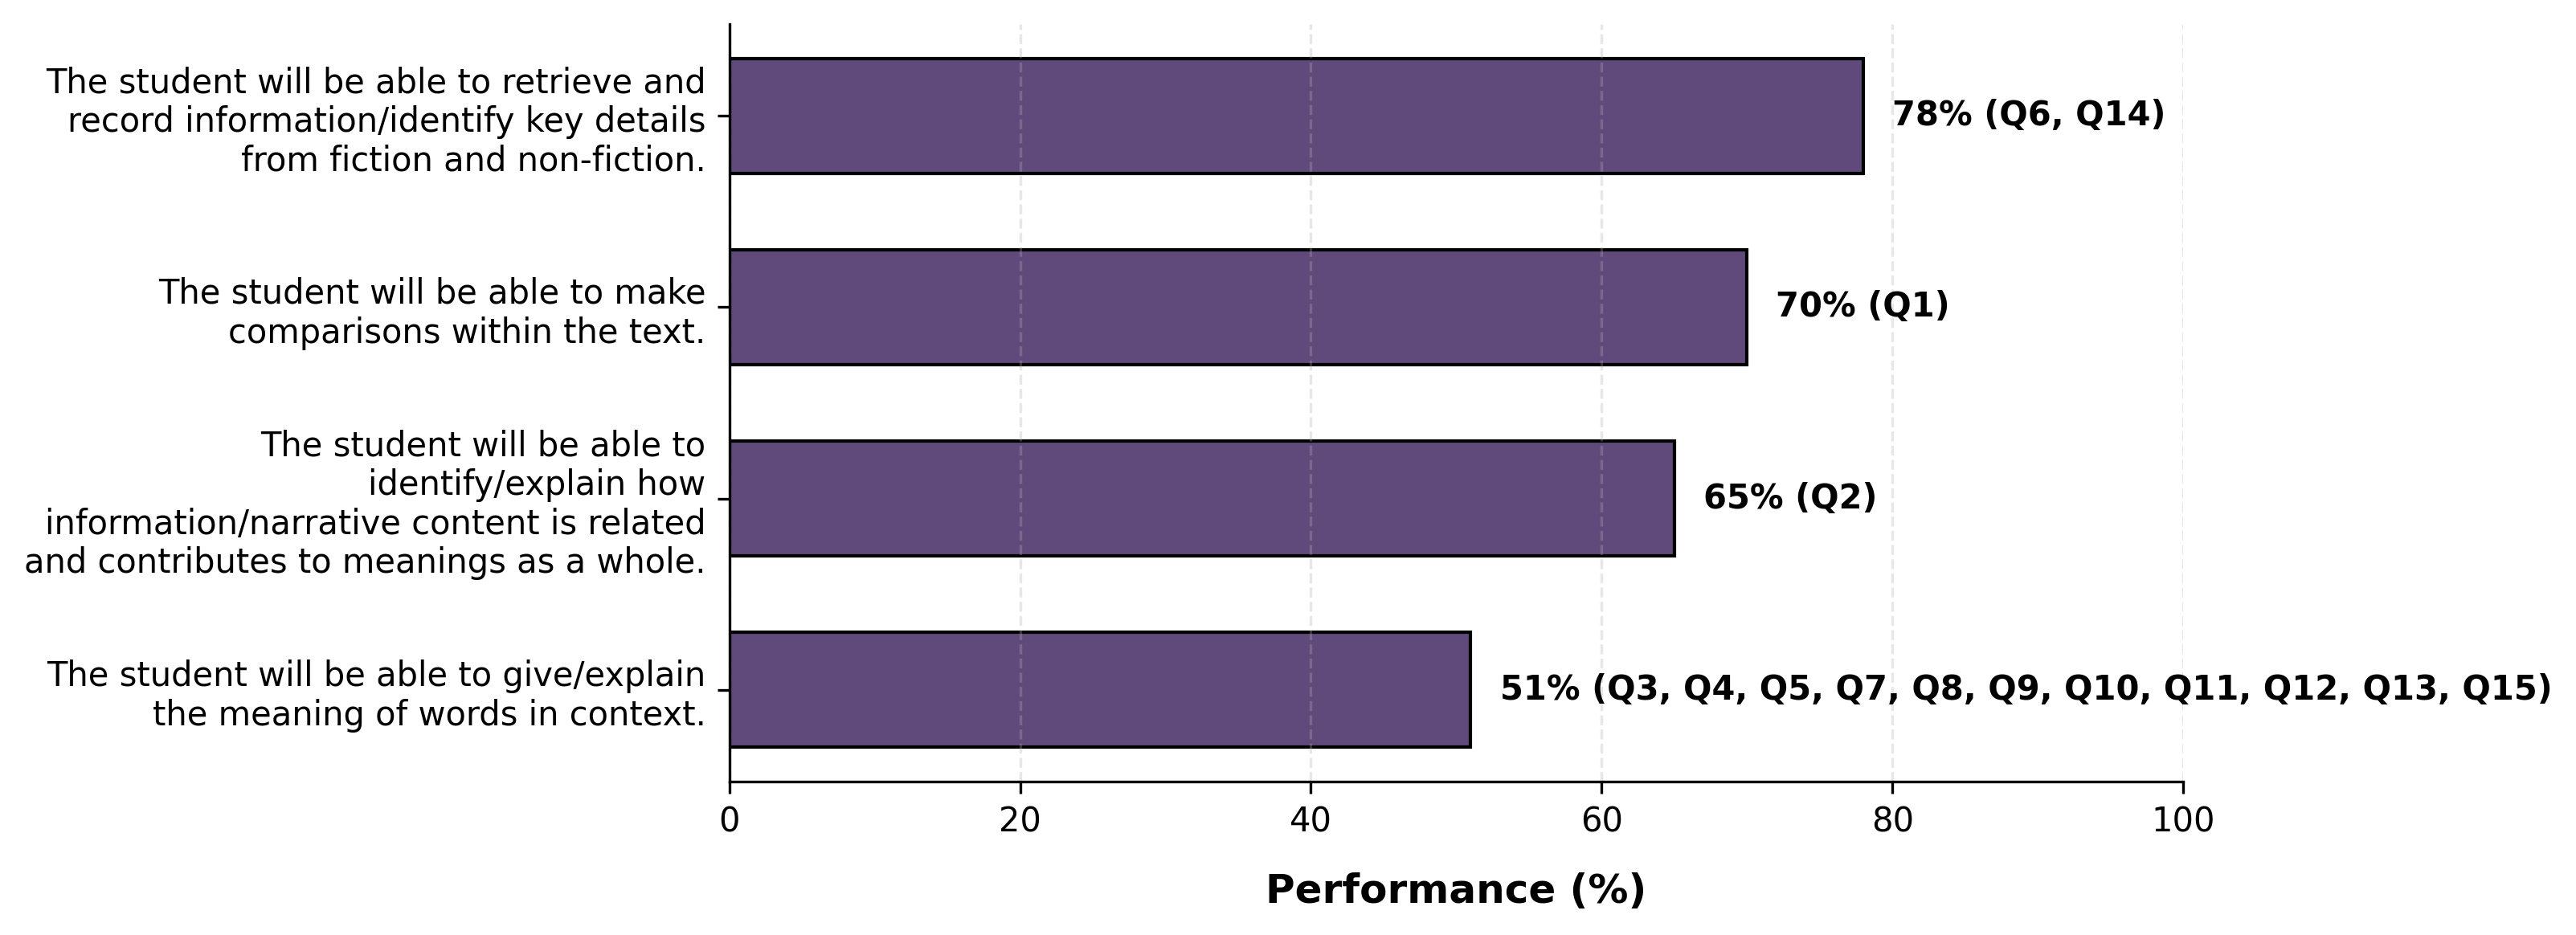 The student will be able to retrieve and
record information/identify key details
from fiction and non-fiction.
78% (Q6, Q14)
The student will be able to make
comparisons within the text.
70% (Q1)
The student will be able to
identify/explain how
information/narrative content is related
and contributes to meanings as a whole.
65% (Q2)
The student will be able to give/explain
the meaning of words in context.
51% (Q3, Q4, Q5, Q7, Q8, Q9, Q10, Q11, Q12, Q13, Q15)
0 20 40 60 80 100
Performance (%)